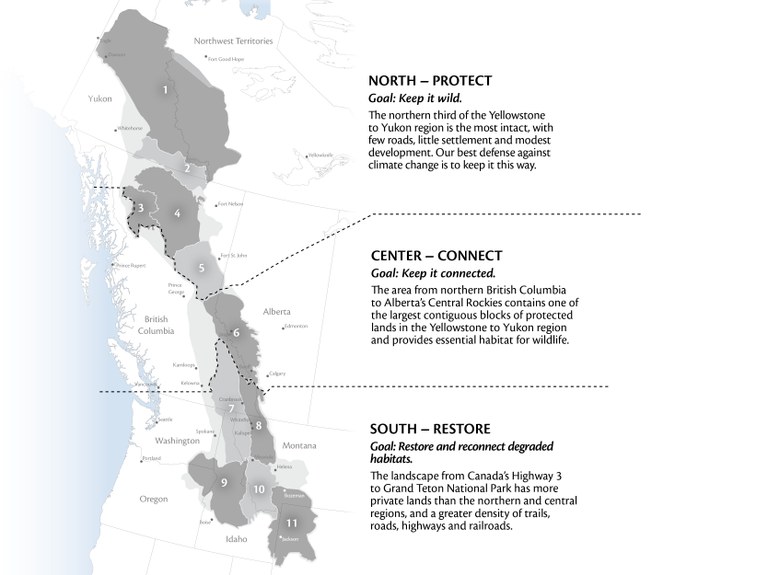 Northwest Territories
Fort Good Hope
Yukon
Whitehorse
Yellowknife
Fort Nelson
Fort St. John
Prince Rupert
Prince
George
Alberta
British
Columbia
Edmonton
Kamloops
Calgary
Kelowna
Vancouver
Cranbrook
Seattle
Spokane
Washington
Montana
Portland
Helena
Oregon
Bozeman
Boise
Idaho
Jackson
1
2
3
4
5
6
7
8
9
10
11
NORTH – PROTECT
Goal: Keep it wild.
The northern third of the Yellowstone
to Yukon region is the most intact, with
few roads, little settlement and modest
development. Our best defense against
climate change is to keep it this way.
CENTER – CONNECT
Goal: Keep it connected.
The area from northern British Columbia
to Alberta's Central Rockies contains one of
the largest contiguous blocks of protected
lands in the Yellowstone to Yukon region
and provides essential habitat for wildlife.
SOUTH – RESTORE
Goal: Restore and reconnect degraded
habitats.
The landscape from Canada's Highway 3
to Grand Teton National Park has more
private lands than the northern and central
regions, and a greater density of trails,
roads, highways and railroads.